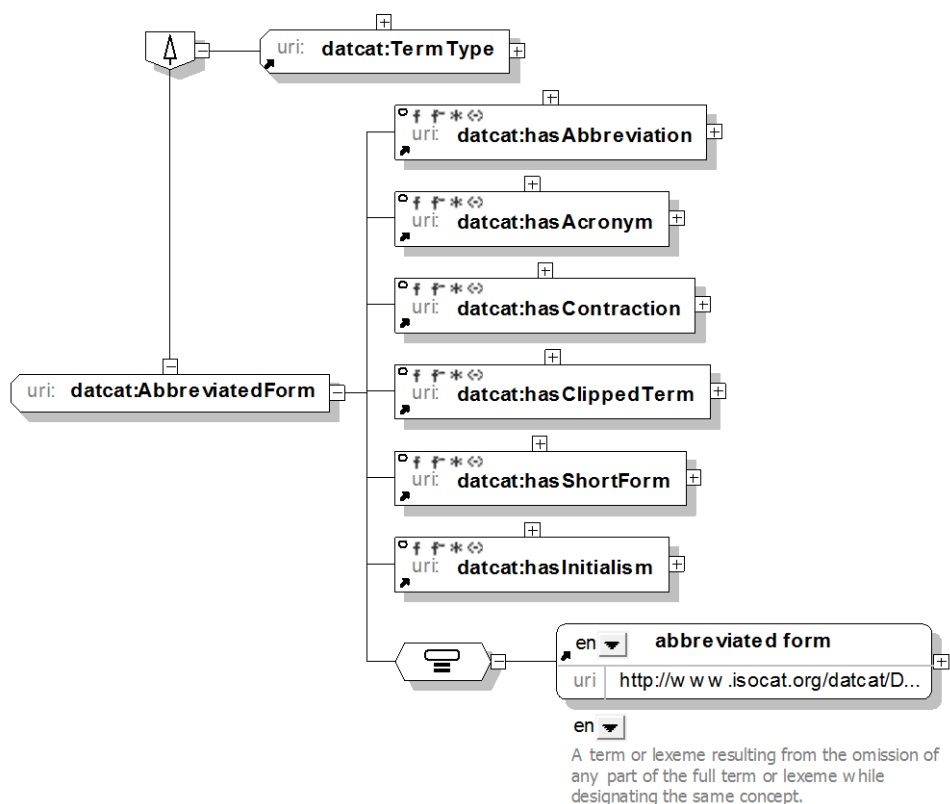 uri: datcat:TermType
uri: datcat:hasAbbreviation
uri: datcat:hasAcronym
uri: datcat:hasContraction
uri: datcat:AbbreviatedForm
uri: datcat:hasClippedTerm
uri: datcat:hasShortForm
uri: datcat:hasInitialism
en abbreviated form
uri http://www.isocat.org/datcat/D...
en
A term or lexeme resulting from the omission of
any part of the full term or lexeme while
designating the same concept.